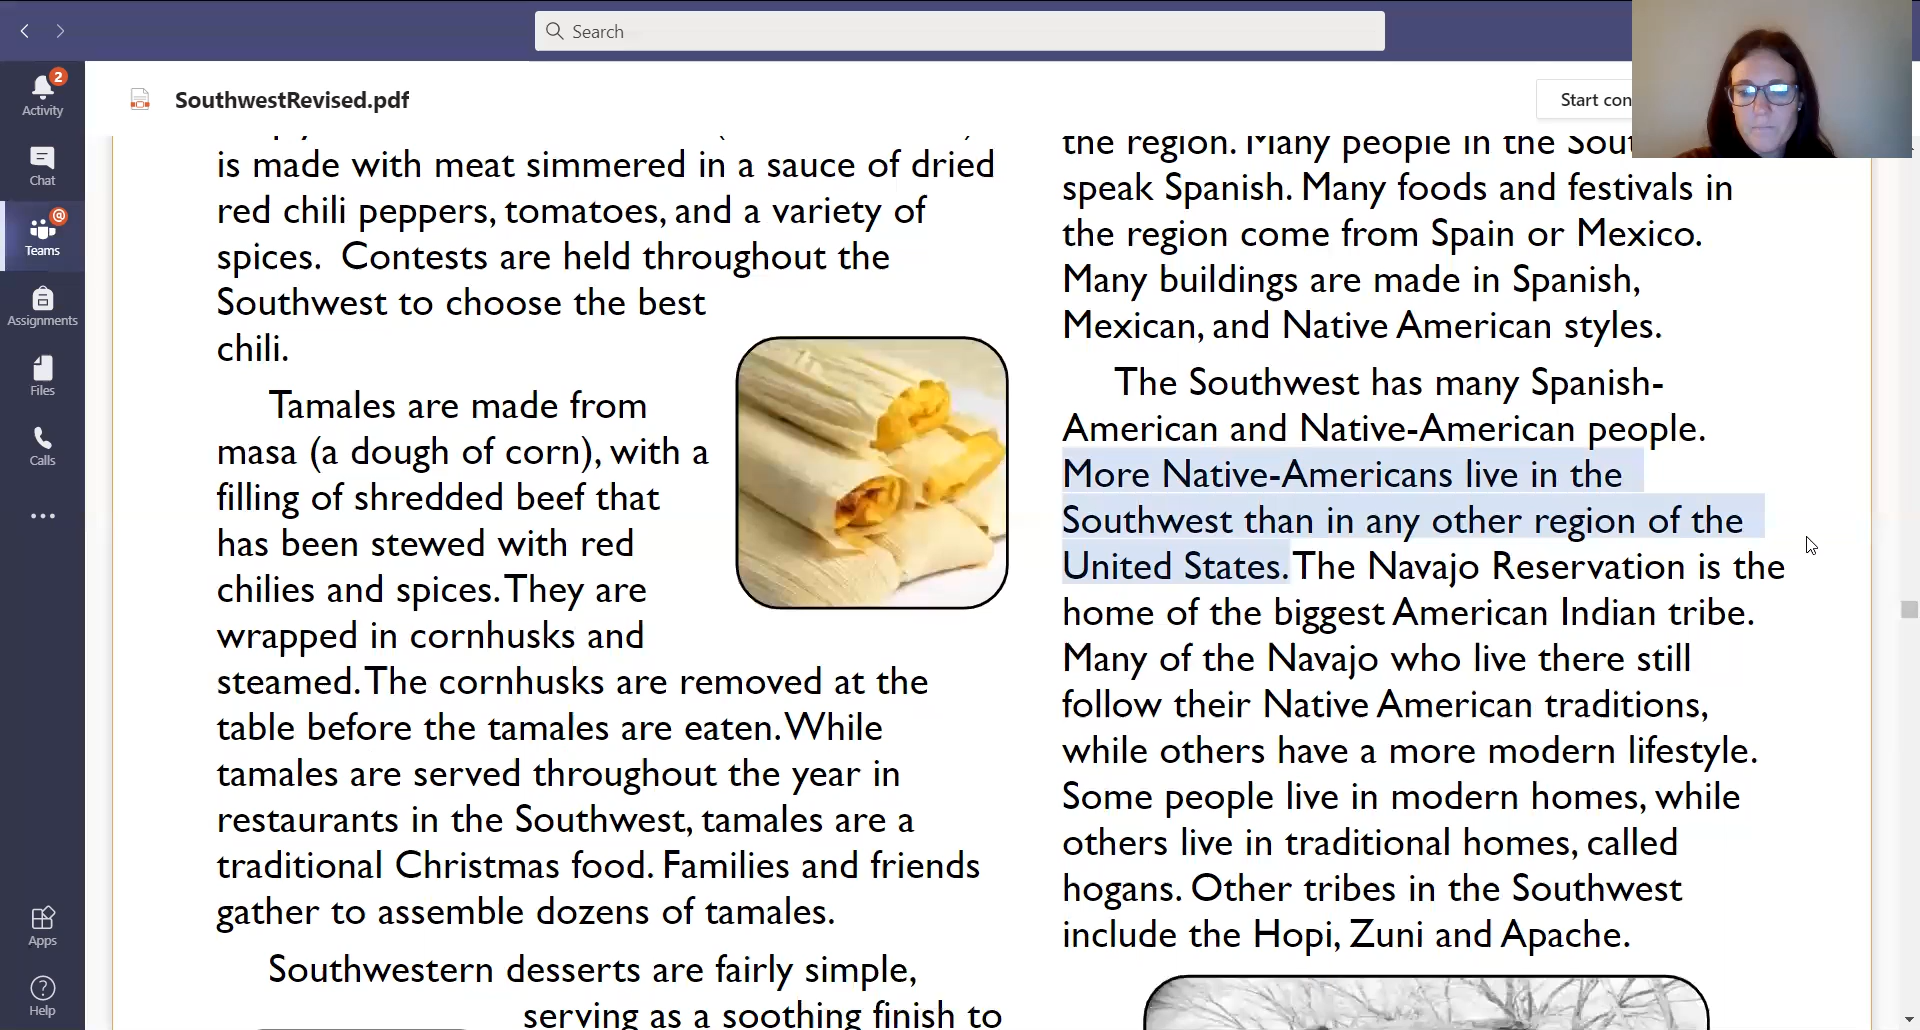 Search
2
Activity
Chat
Teams
Assignments
Files
Calls
Apps
Help
SouthwestRevised.pdf
Start con
is made with meat simmered in a sauce of dried
red chili peppers, tomatoes, and a variety of
spices.  Contests are held throughout the
Southwest to choose the best
chili.
Tamales are made from
masa (a dough of corn), with a
filling of shredded beef that
has been stewed with red
chilies and spices. They are
wrapped in cornhusks and
steamed. The cornhusks are removed at the
table before the tamales are eaten. While
tamales are served throughout the year in
restaurants in the Southwest, tamales are a
traditional Christmas food. Families and friends
gather to assemble dozens of tamales.
Southwestern desserts are fairly simple,
serving as a soothing finish to
the region. Many people in the Sou
speak Spanish. Many foods and festivals in
the region come from Spain or Mexico.
Many buildings are made in Spanish,
Mexican, and Native American styles.
The Southwest has many Spanish-
American and Native-American people.
More Native-Americans live in the
Southwest than in any other region of the
United States. The Navajo Reservation is the
home of the biggest American Indian tribe.
Many of the Navajo who live there still
follow their Native American traditions,
while others have a more modern lifestyle.
Some people live in modern homes, while
others live in traditional homes, called
hogans. Other tribes in the Southwest
include the Hopi, Zuni and Apache.